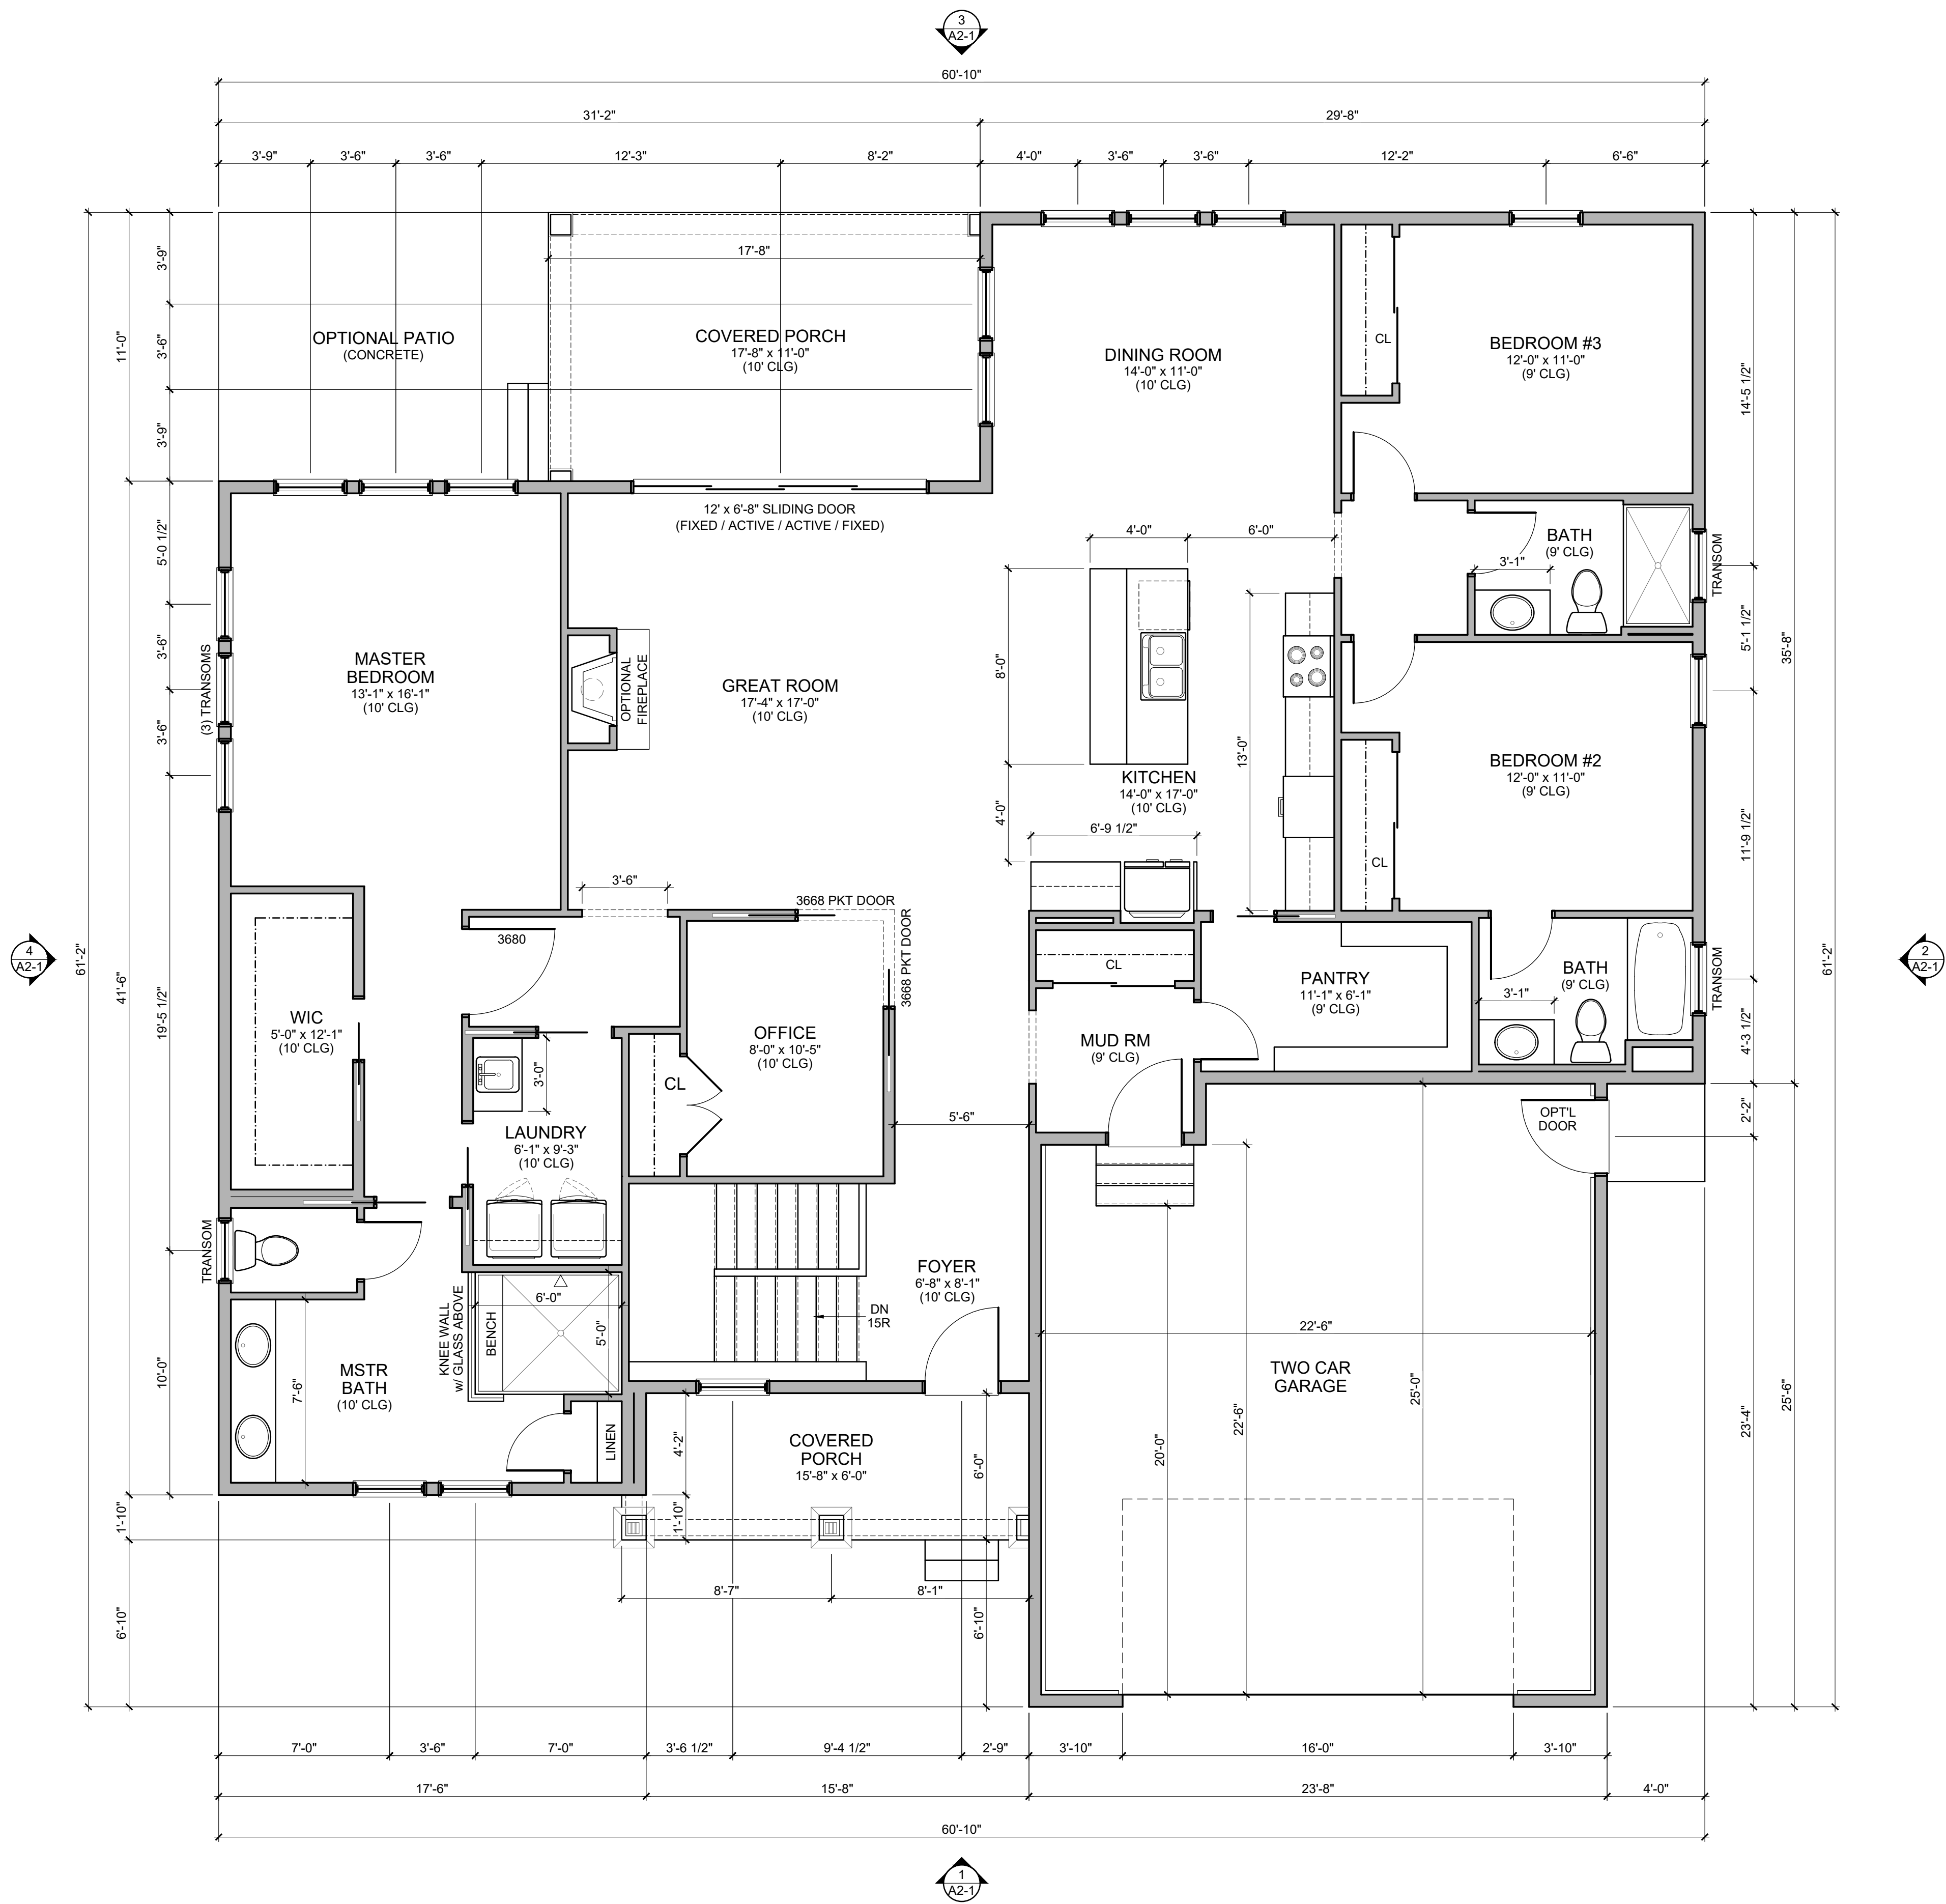 3
A2-1
60'-10"
31'-2"
29'-8"
3'-9"
3'-6"
3'-6"
12'-3"
8'-2"
4'-0"
3'-6"
3'-6"
12'-2"
6'-6"
61'-2"
11'-0"
41'-6"
1'-10"
6'-10"
3'-9"
3'-6"
3'-9"
5'-0 1/2"
3'-6"
3'-6"
19'-5 1/2"
10'-0"
(3) TRANSOMS
TRANSOM
4
A2-1
OPTIONAL PATIO
(CONCRETE)
17'-8"
COVERED PORCH
17'-8" x 11'-0"
(10' CLG)
12' x 6'-8" SLIDING DOOR
(FIXED / ACTIVE / ACTIVE / FIXED)
DINING ROOM
14'-0" x 11'-0"
(10' CLG)
CL
BEDROOM #3
12'-0" x 11'-0"
(9' CLG)
BATH
(9' CLG)
3'-1"
TRANSOM
MASTER
BEDROOM
13'-1" x 16'-1"
(10' CLG)
OPTIONAL
FIREPLACE
GREAT ROOM
17'-4" x 17'-0"
(10' CLG)
4'-0"
6'-0"
8'-0"
4'-0"
13'-0"
KITCHEN
14'-0" x 17'-0"
(10' CLG)
6'-9 1/2"
BEDROOM #2
12'-0" x 11'-0"
(9' CLG)
CL
3'-6"
3680
3668 PKT DOOR
3668 PKT DOOR
WIC
5'-0" x 12'-1"
(10' CLG)
OFFICE
8'-0" x 10'-5"
(10' CLG)
CL
3'-0"
LAUNDRY
6'-1" x 9'-3"
(10' CLG)
5'-6"
CL
MUD RM
(9' CLG)
PANTRY
11'-1" x 6'-1"
(9' CLG)
BATH
(9' CLG)
3'-1"
TRANSOM
OPT'L
DOOR
KNEE WALL
w/ GLASS ABOVE
BENCH
6'-0"
5'-0"
7'-6"
MSTR
BATH
(10' CLG)
LINEN
FOYER
6'-8" x 8'-1"
(10' CLG)
DN
15R
COVERED
PORCH
15'-8" x 6'-0"
4'-2"
1'-10"
6'-0"
6'-10"
8'-7"
8'-1"
22'-6"
TWO CAR
GARAGE
20'-0"
22'-6"
25'-0"
14'-5 1/2"
5'-1 1/2"
11'-9 1/2"
4'-3 1/2"
2'-2"
23'-4"
35'-8"
25'-6"
61'-2"
2
A2-1
7'-0"
3'-6"
7'-0"
3'-6 1/2"
9'-4 1/2"
2'-9"
3'-10"
16'-0"
3'-10"
17'-6"
15'-8"
23'-8"
4'-0"
60'-10"
1
A2-1